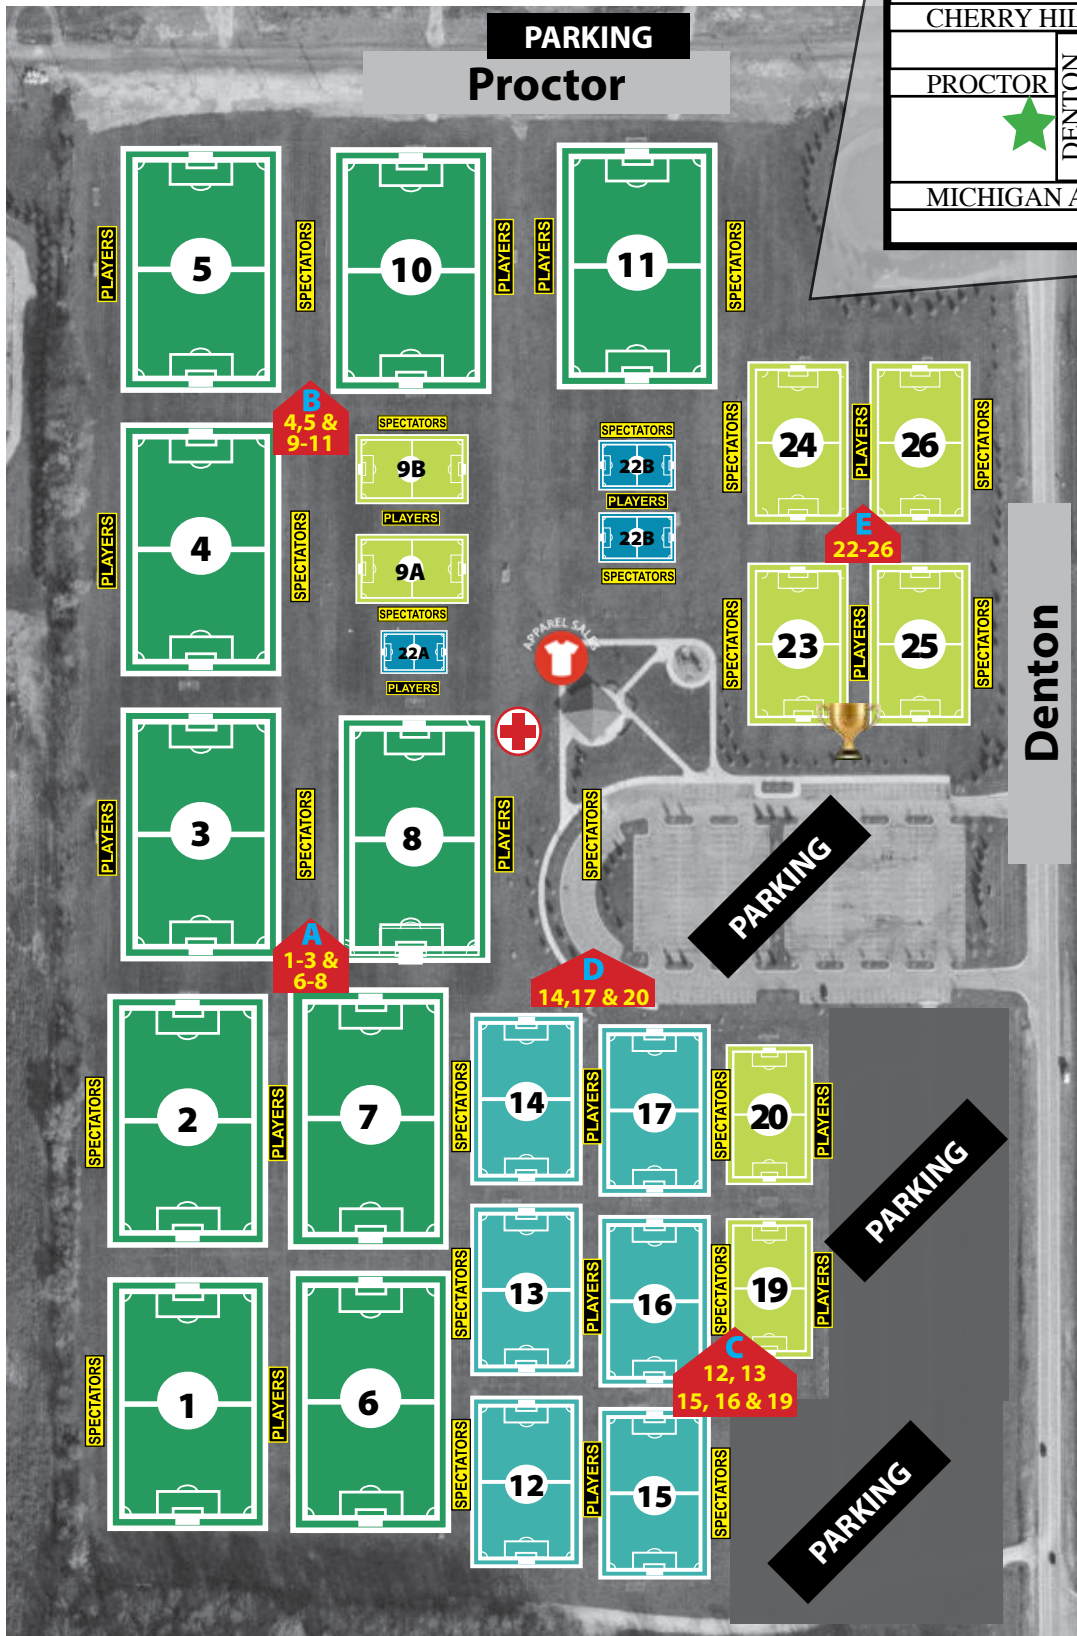 PARKING
Proctor
CHERRY HIL
PROCTOR
DENTON
MICHIGAN A
5
10
11
PLAYERS
SPECTATORS
PLAYERS
PLAYERS
SPECTATORS
B
4,5 &
9-11
SPECTATORS
9B
PLAYERS
9A
SPECTATORS
22A
PLAYERS
SPECTATORS
22B
PLAYERS
22B
SPECTATORS
24
26
SPECTATORS
PLAYERS
SPECTATORS
E
22-26
23
25
SPECTATORS
PLAYERS
SPECTATORS
Denton
4
PLAYERS
SPECTATORS
APPAREL SALES
3
8
PLAYERS
SPECTATORS
PLAYERS
SPECTATORS
PARKING
A
1-3 &
6-8
D
14,17 & 20
2
7
14
17
20
SPECTATORS
PLAYERS
SPECTATORS
PLAYERS
SPECTATORS
PLAYERS
PARKING
13
16
19
SPECTATORS
PLAYERS
SPECTATORS
PLAYERS
C
12, 13
15, 16 & 19
1
6
12
15
SPECTATORS
PLAYERS
SPECTATORS
PLAYERS
SPECTATORS
PARKING